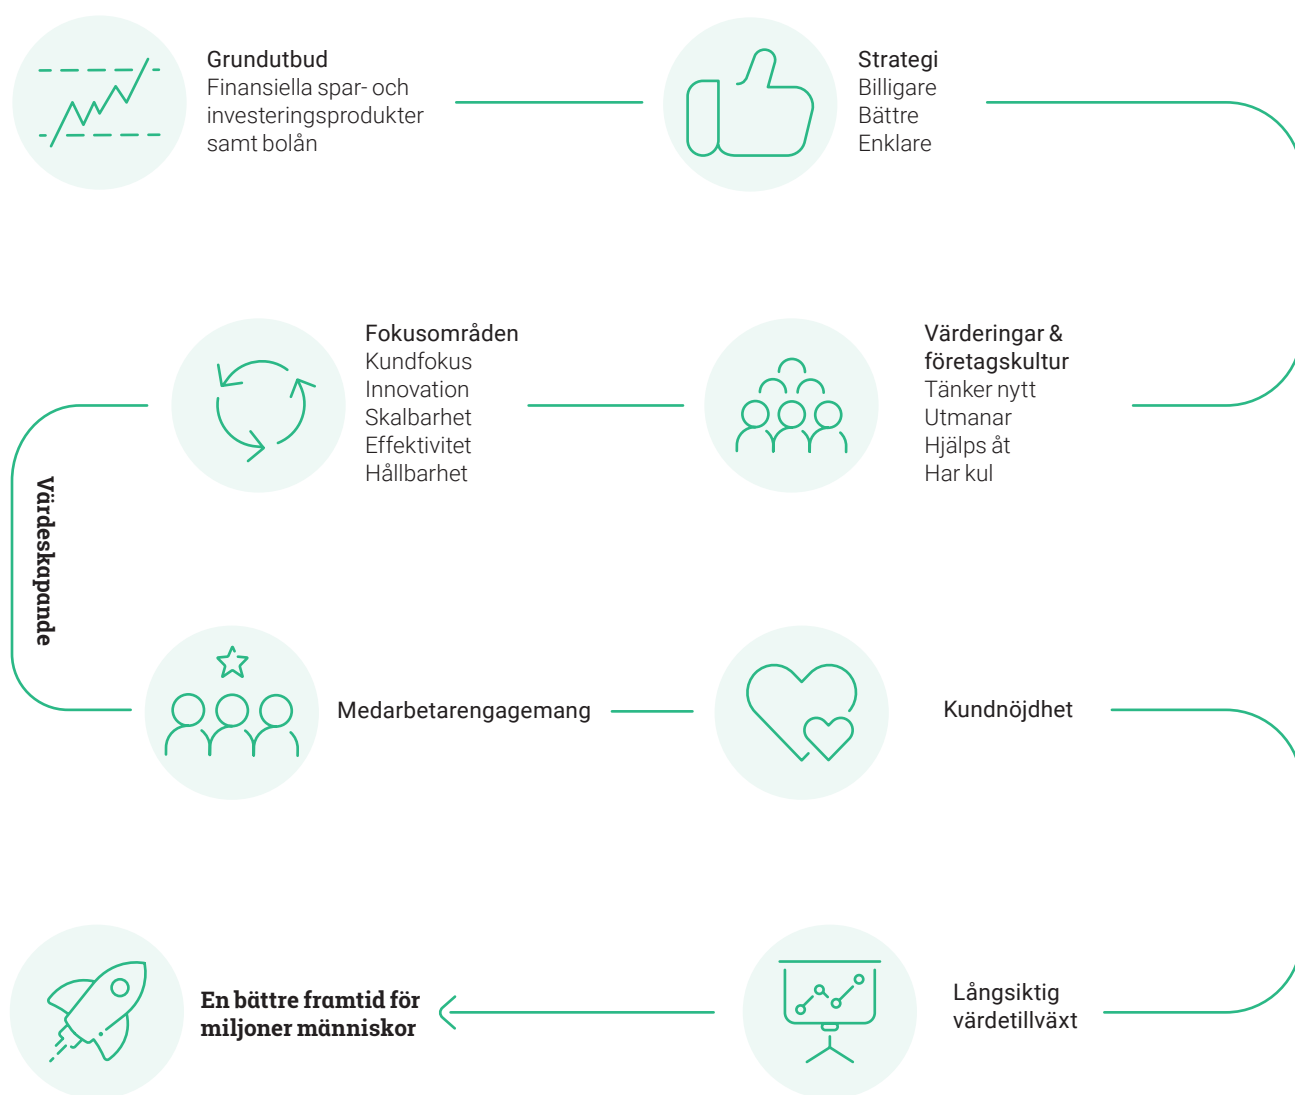 Grundutbud
Finansiella spar- och
investeringsprodukter
samt bolån
Strategi
Billigare
Bättre
Enklare
Värderingar &
företagskultur
Tänker nytt
Utmanar
Hjälps åt
Har kul
Fokusområden
Kundfokus
Innovation
Skalbarhet
Effektivitet
Hållbarhet
Värdeskapande
Medarbetarengagemang
Kundnöjdhet
Långsiktig
värdetillväxt
En bättre framtid för
miljoner människor